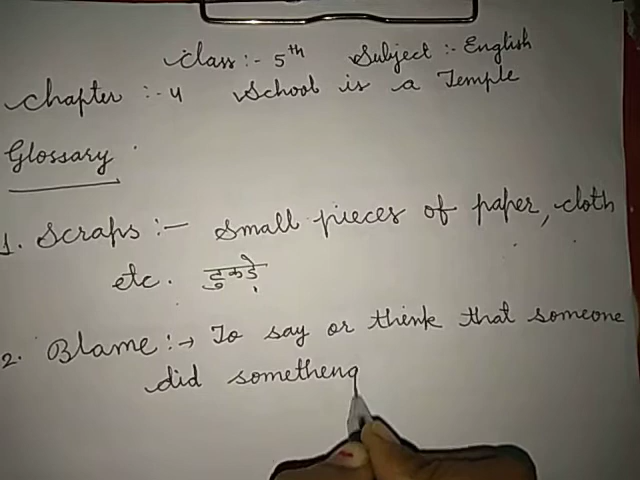 Class :- 5th Subject :- English
Chapter :- 4 School is a Temple
Glossary
1. Scraps :- Small pieces of paper, cloth
etc. टुकड़े
2. Blame :→ To say or think that someone
did sometheng